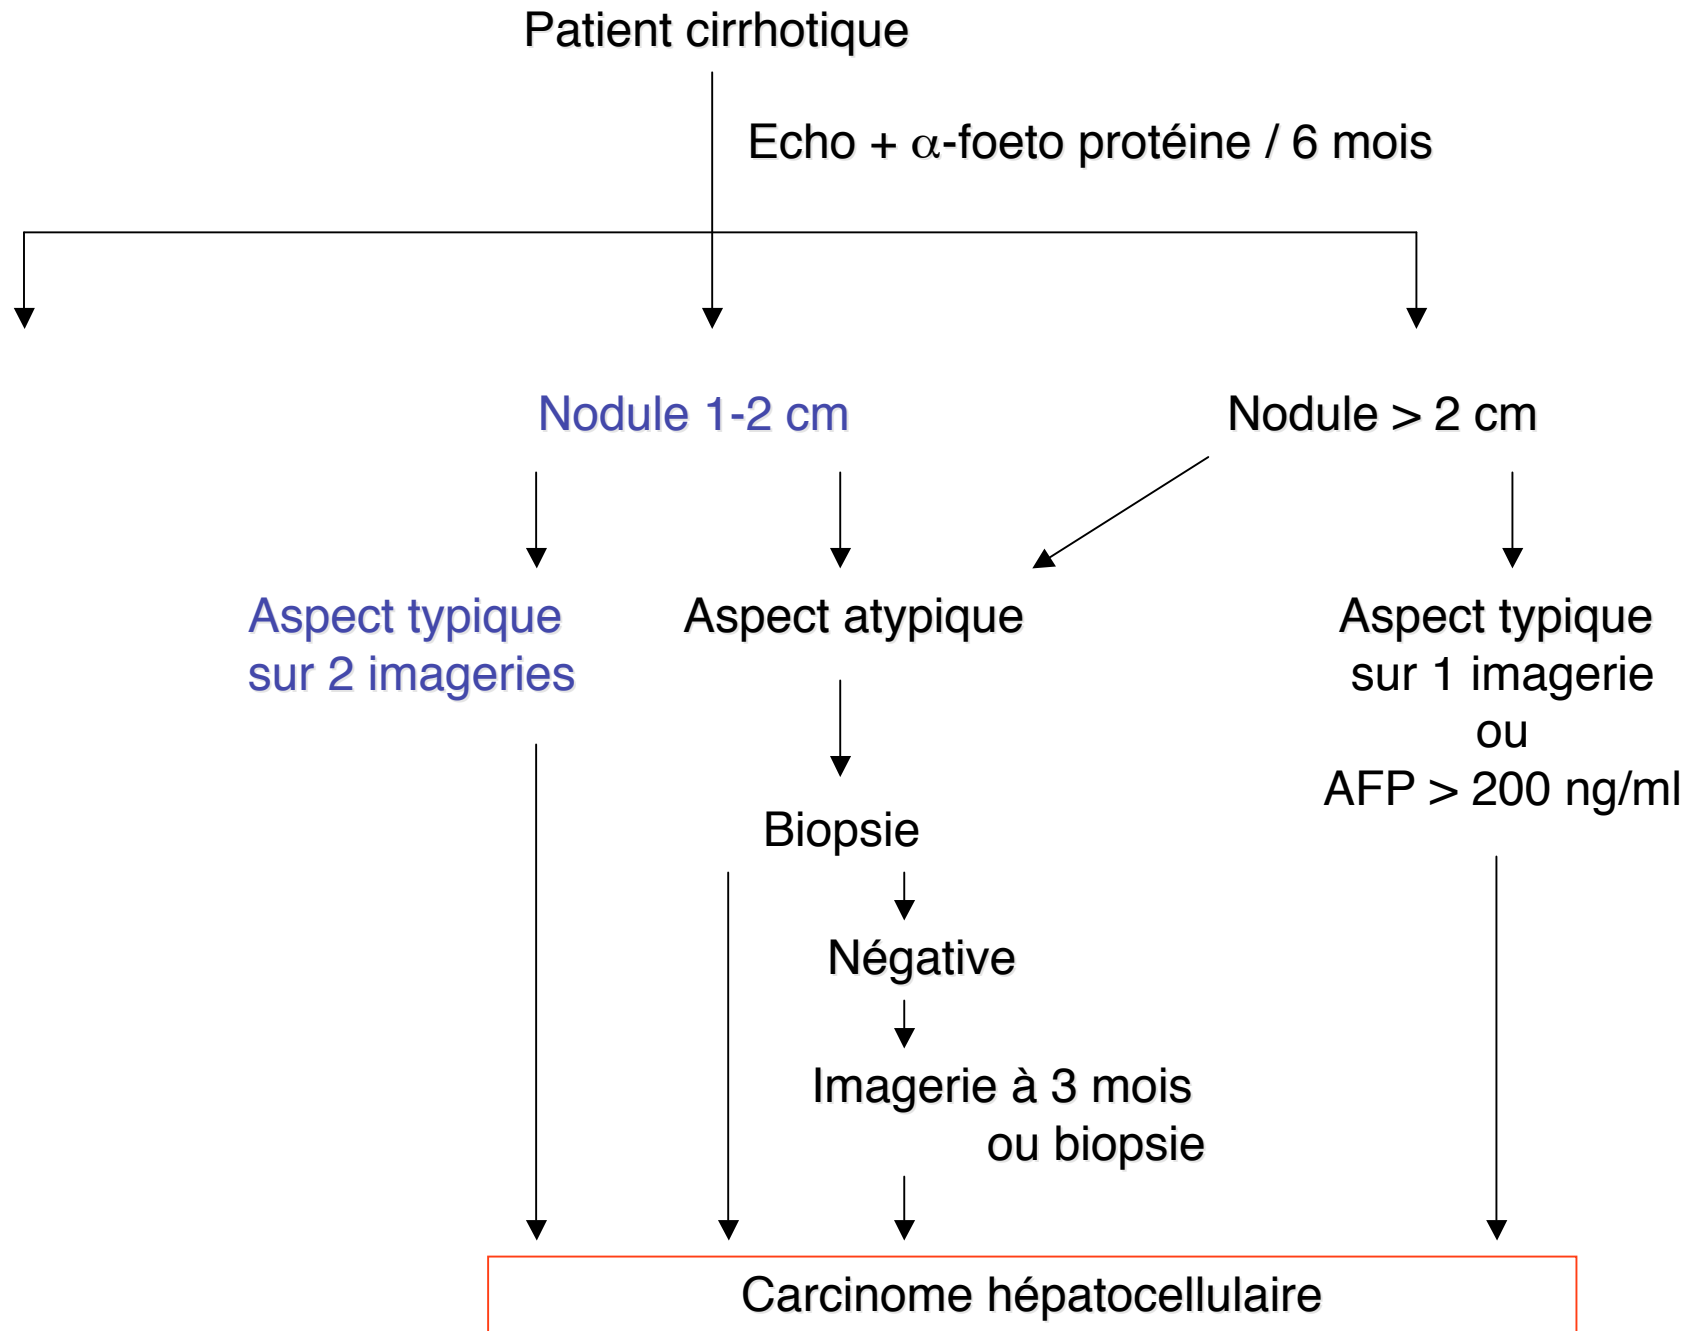 Patient cirrhotique
Echo + α-foeto protéine / 6 mois
Nodule 1-2 cm
Nodule > 2 cm
Aspect typique
sur 2 imageries
Aspect atypique
Aspect typique
sur 1 imagerie
ou
AFP > 200 ng/ml
Biopsie
Négative
Imagerie à 3 mois
ou biopsie
Carcinome hépatocellulaire